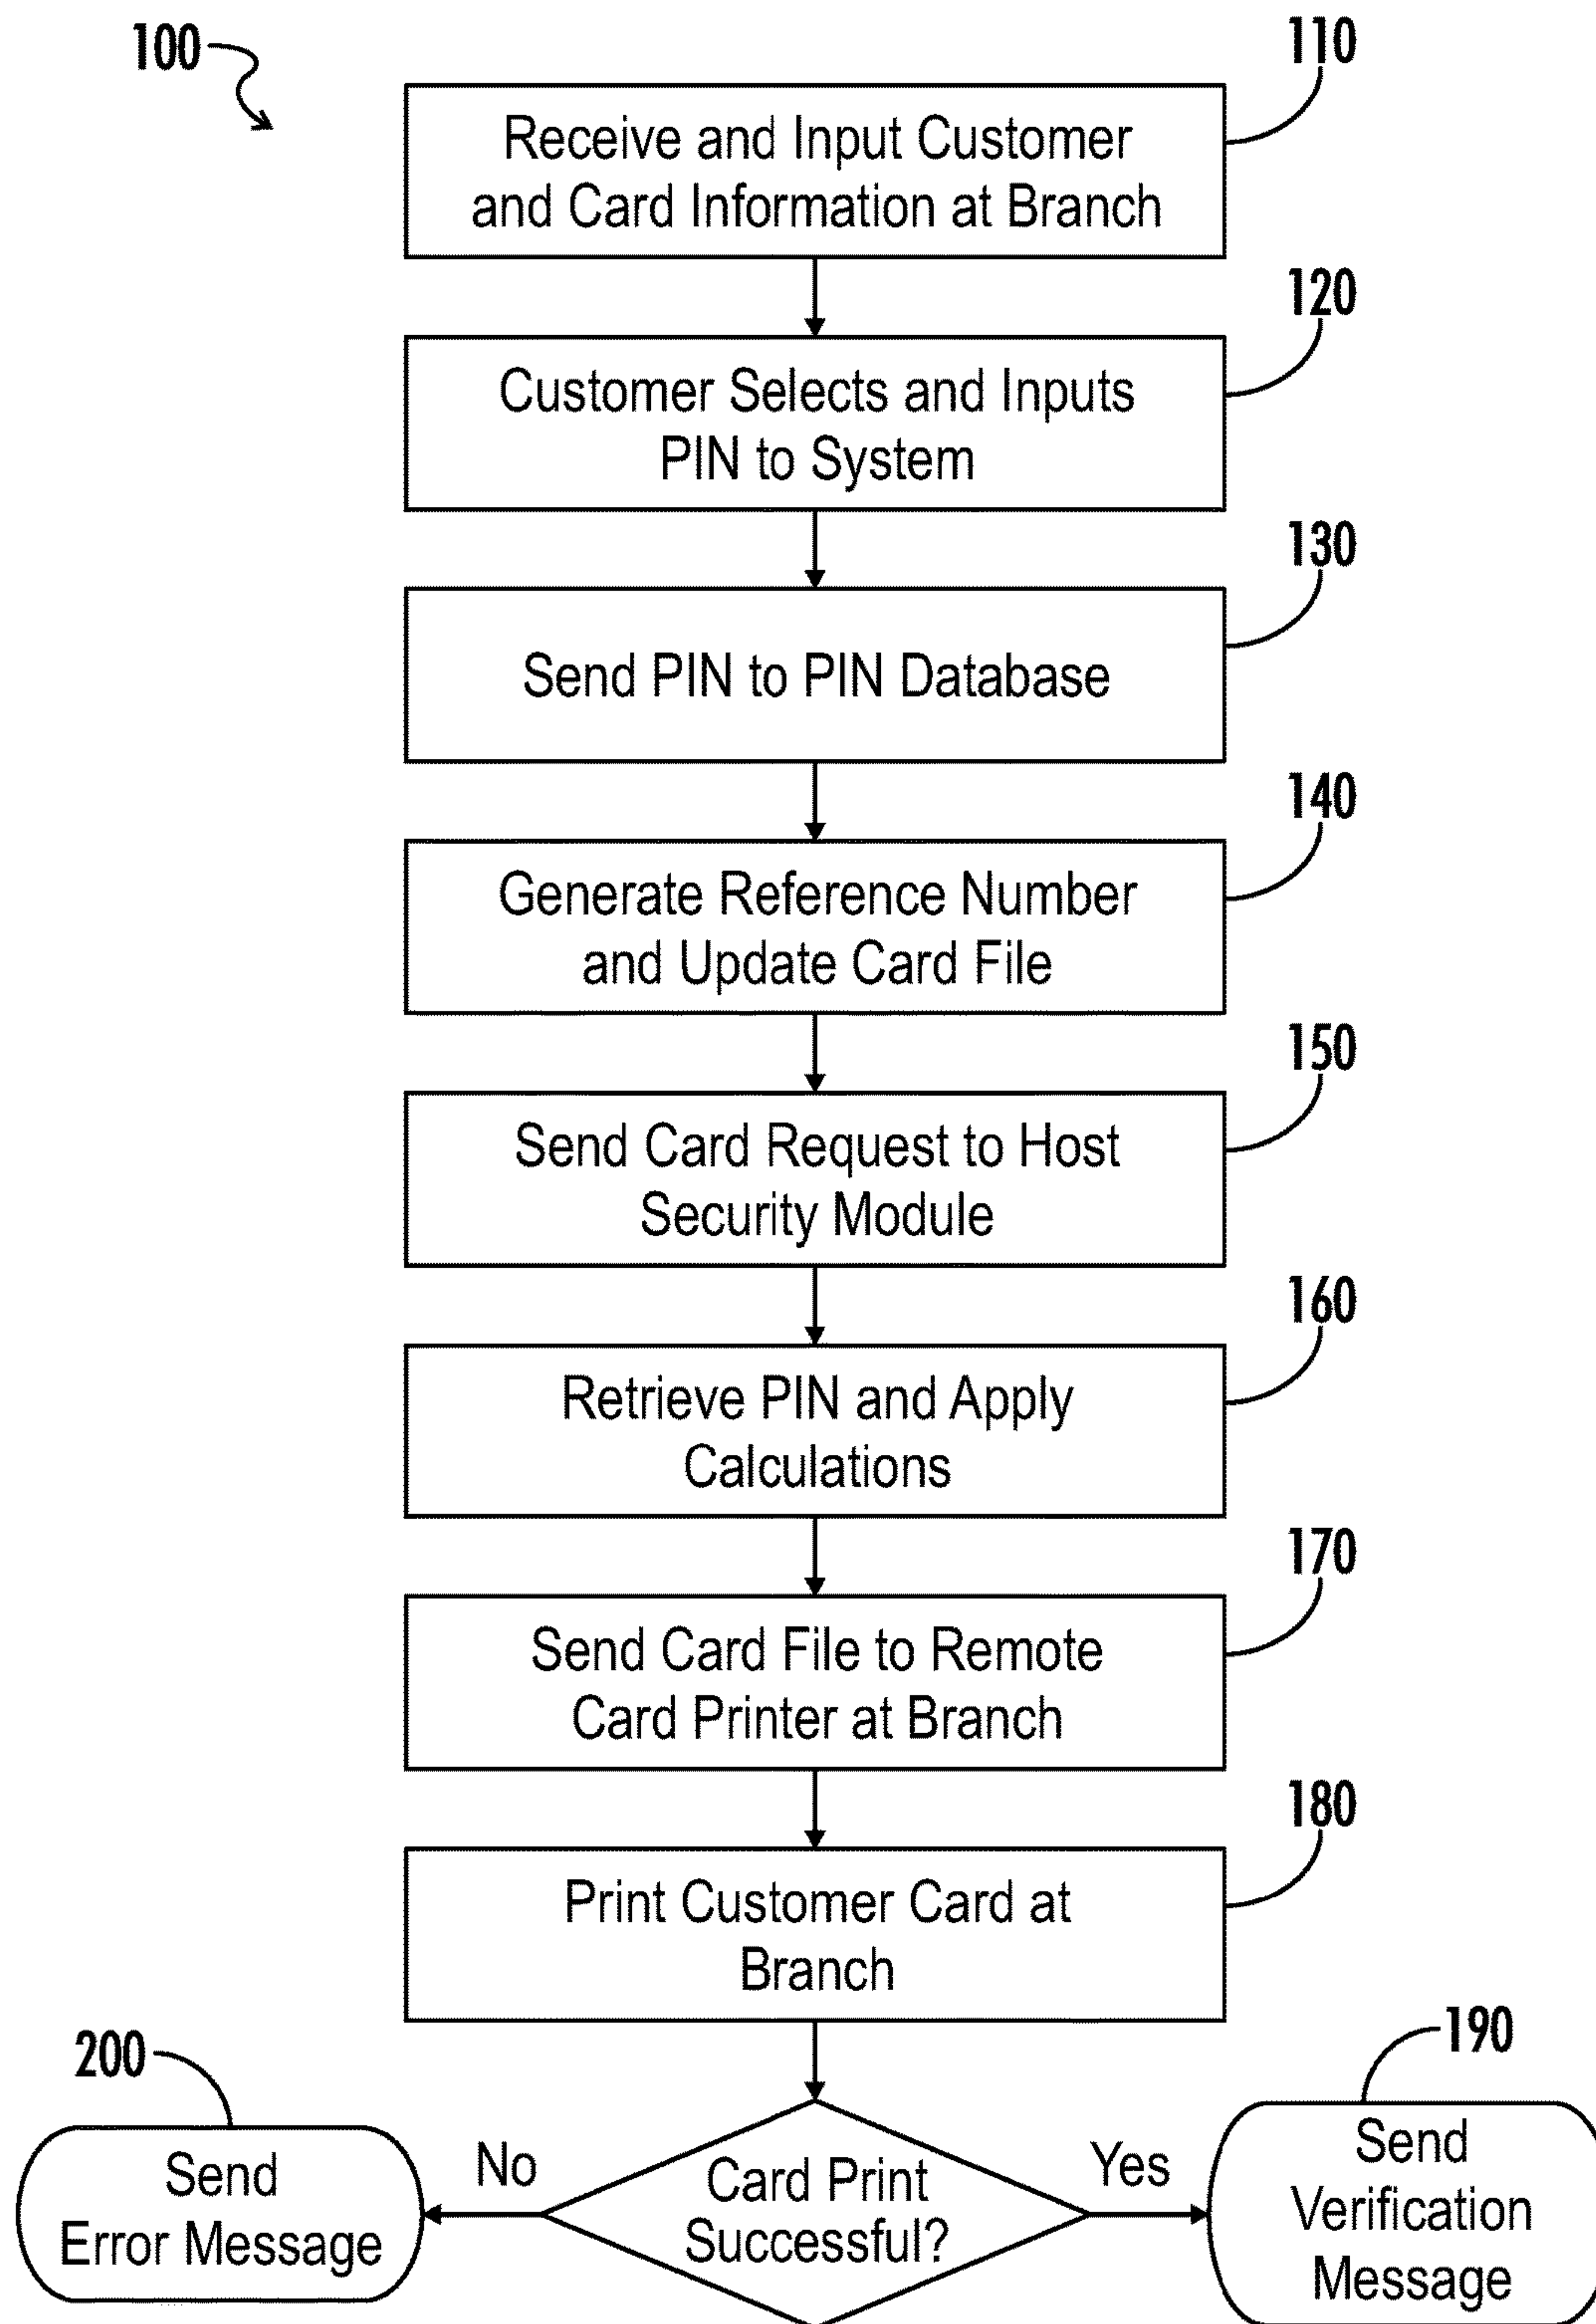 100
110
Receive and Input Customer
and Card Information at Branch
120
Customer Selects and Inputs
PIN to System
130
Send PIN to PIN Database
140
Generate Reference Number
and Update Card File
150
Send Card Request to Host
Security Module
160
Retrieve PIN and Apply
Calculations
170
Send Card File to Remote
Card Printer at Branch
180
Print Customer Card at
Branch
200
Send
Error Message
No
Card Print
Successful?
Yes
190
Send
Verification
Message